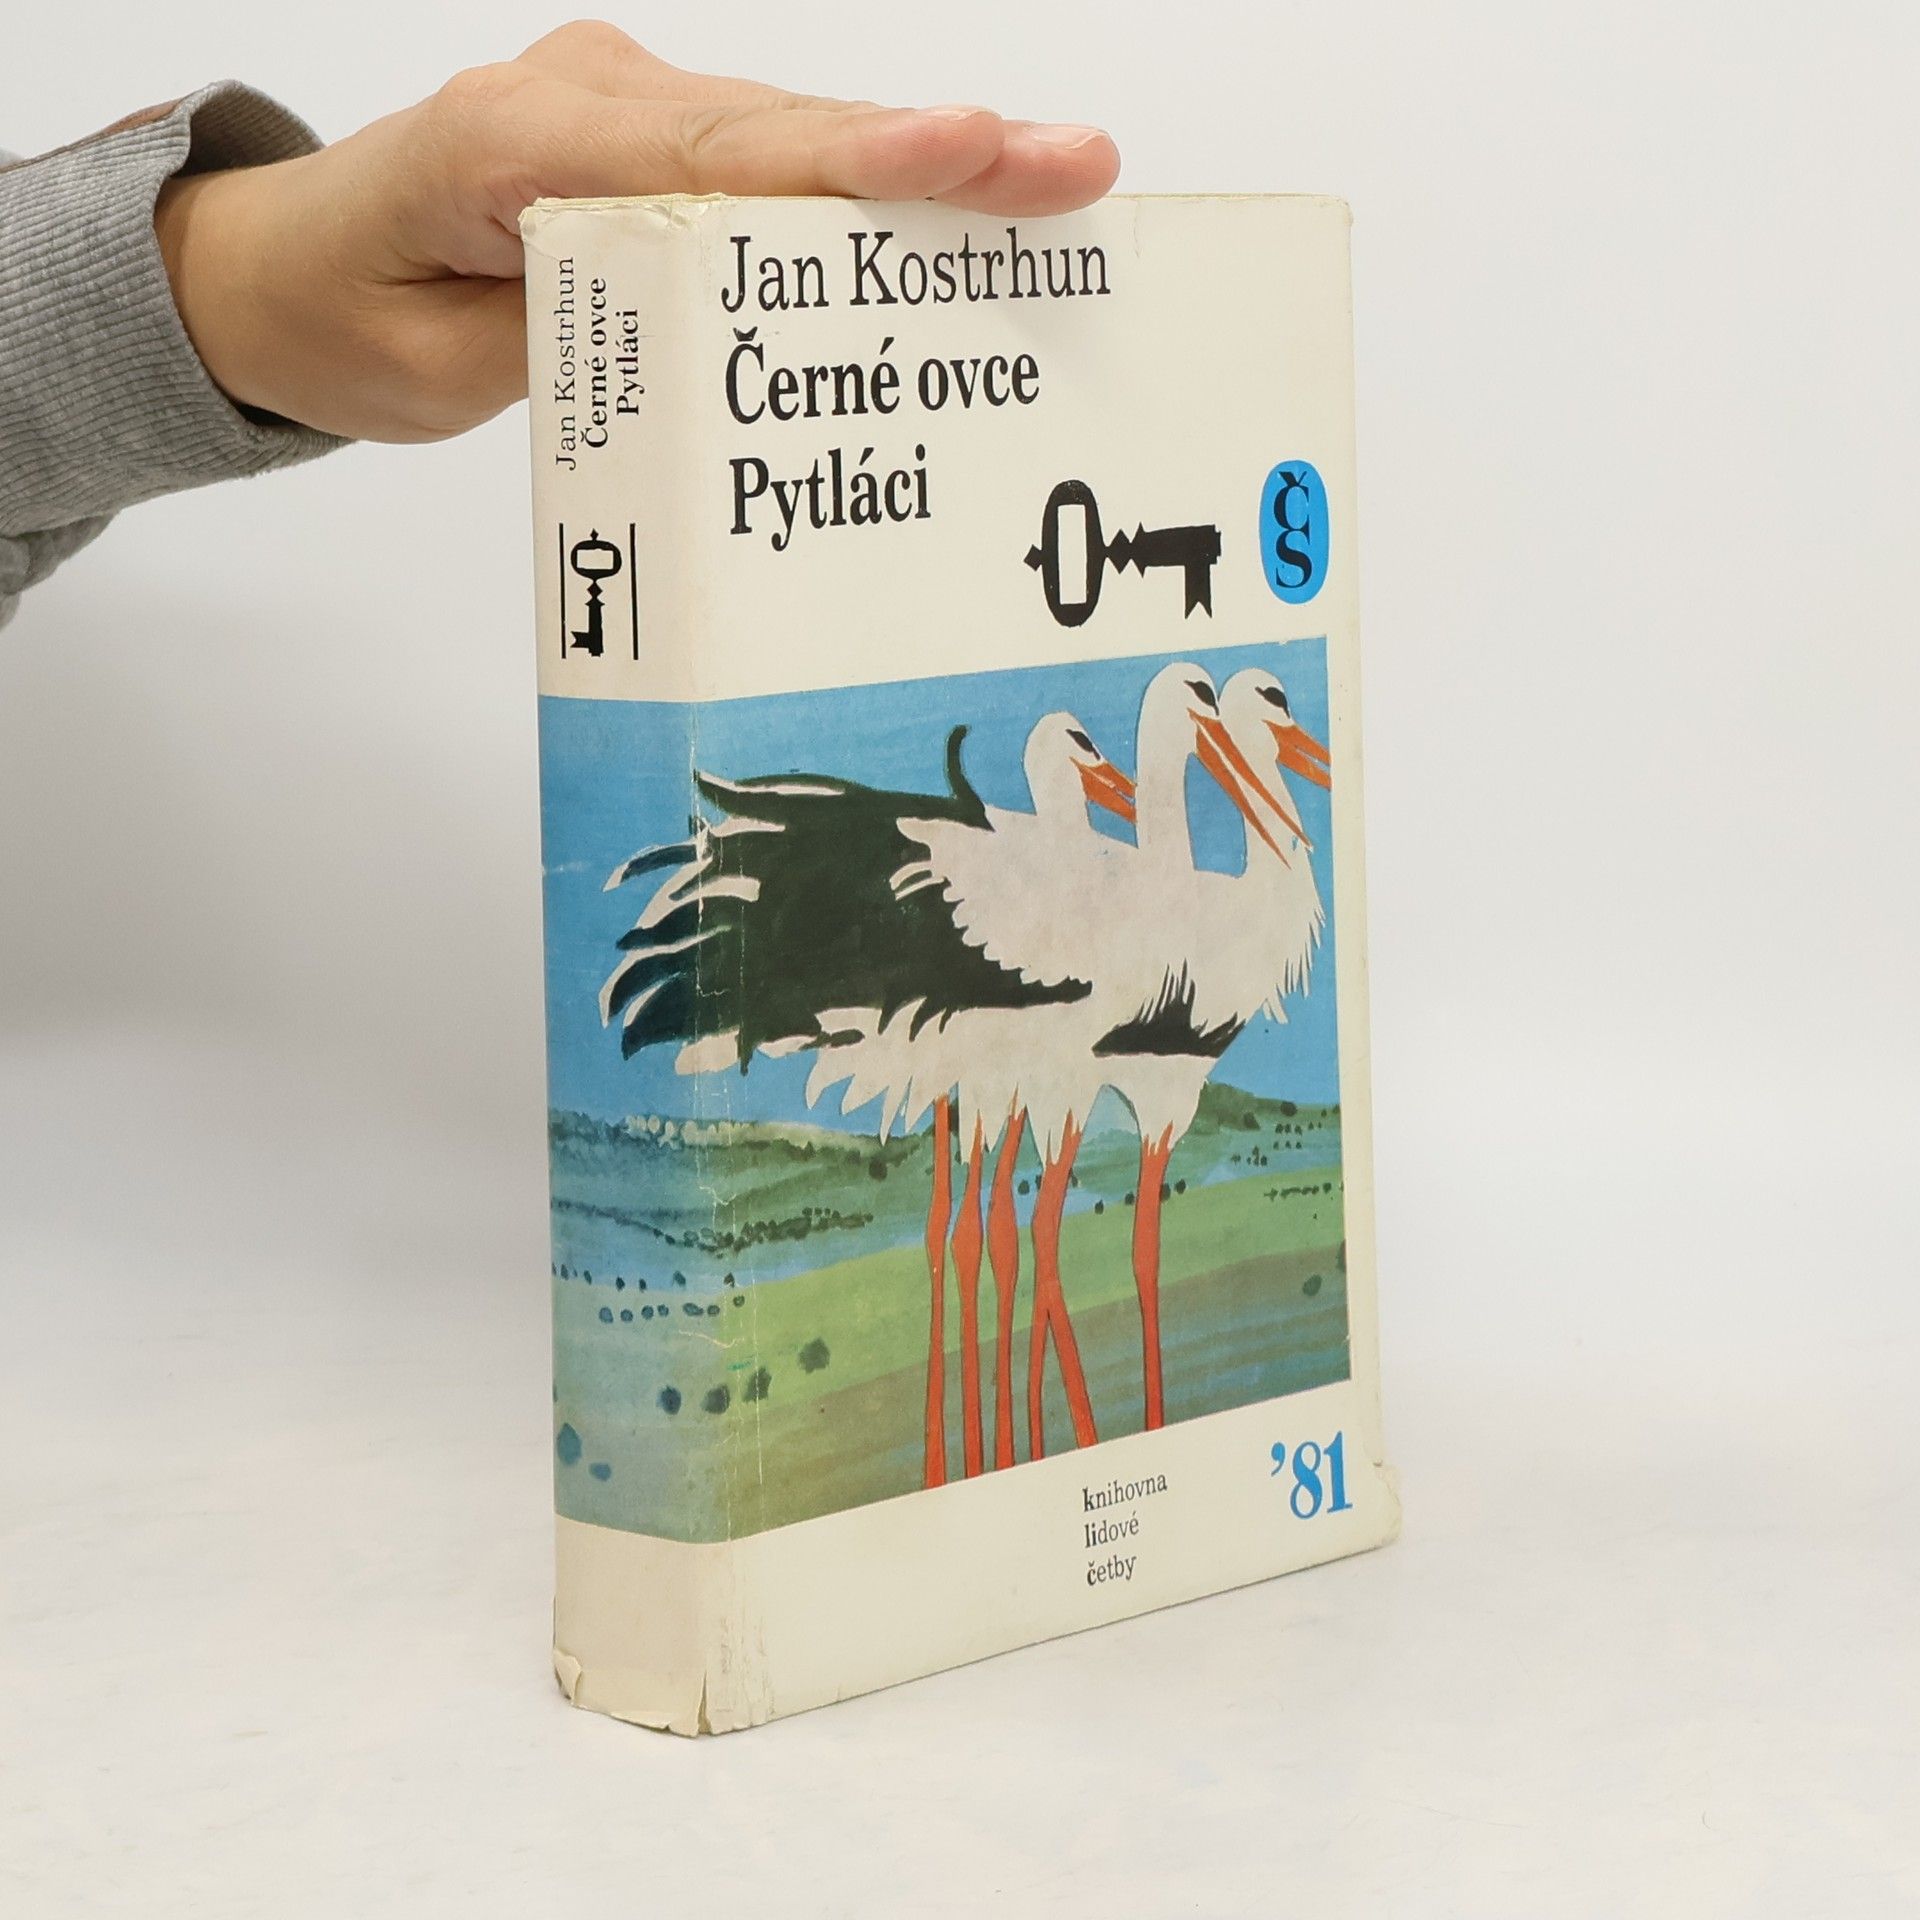 Jan Kostrhun
Černé ovce
Pytláci
Jan Kostrhun
Černé ovce
Pytláci
ČS
knihovna
lidové
četby
’81